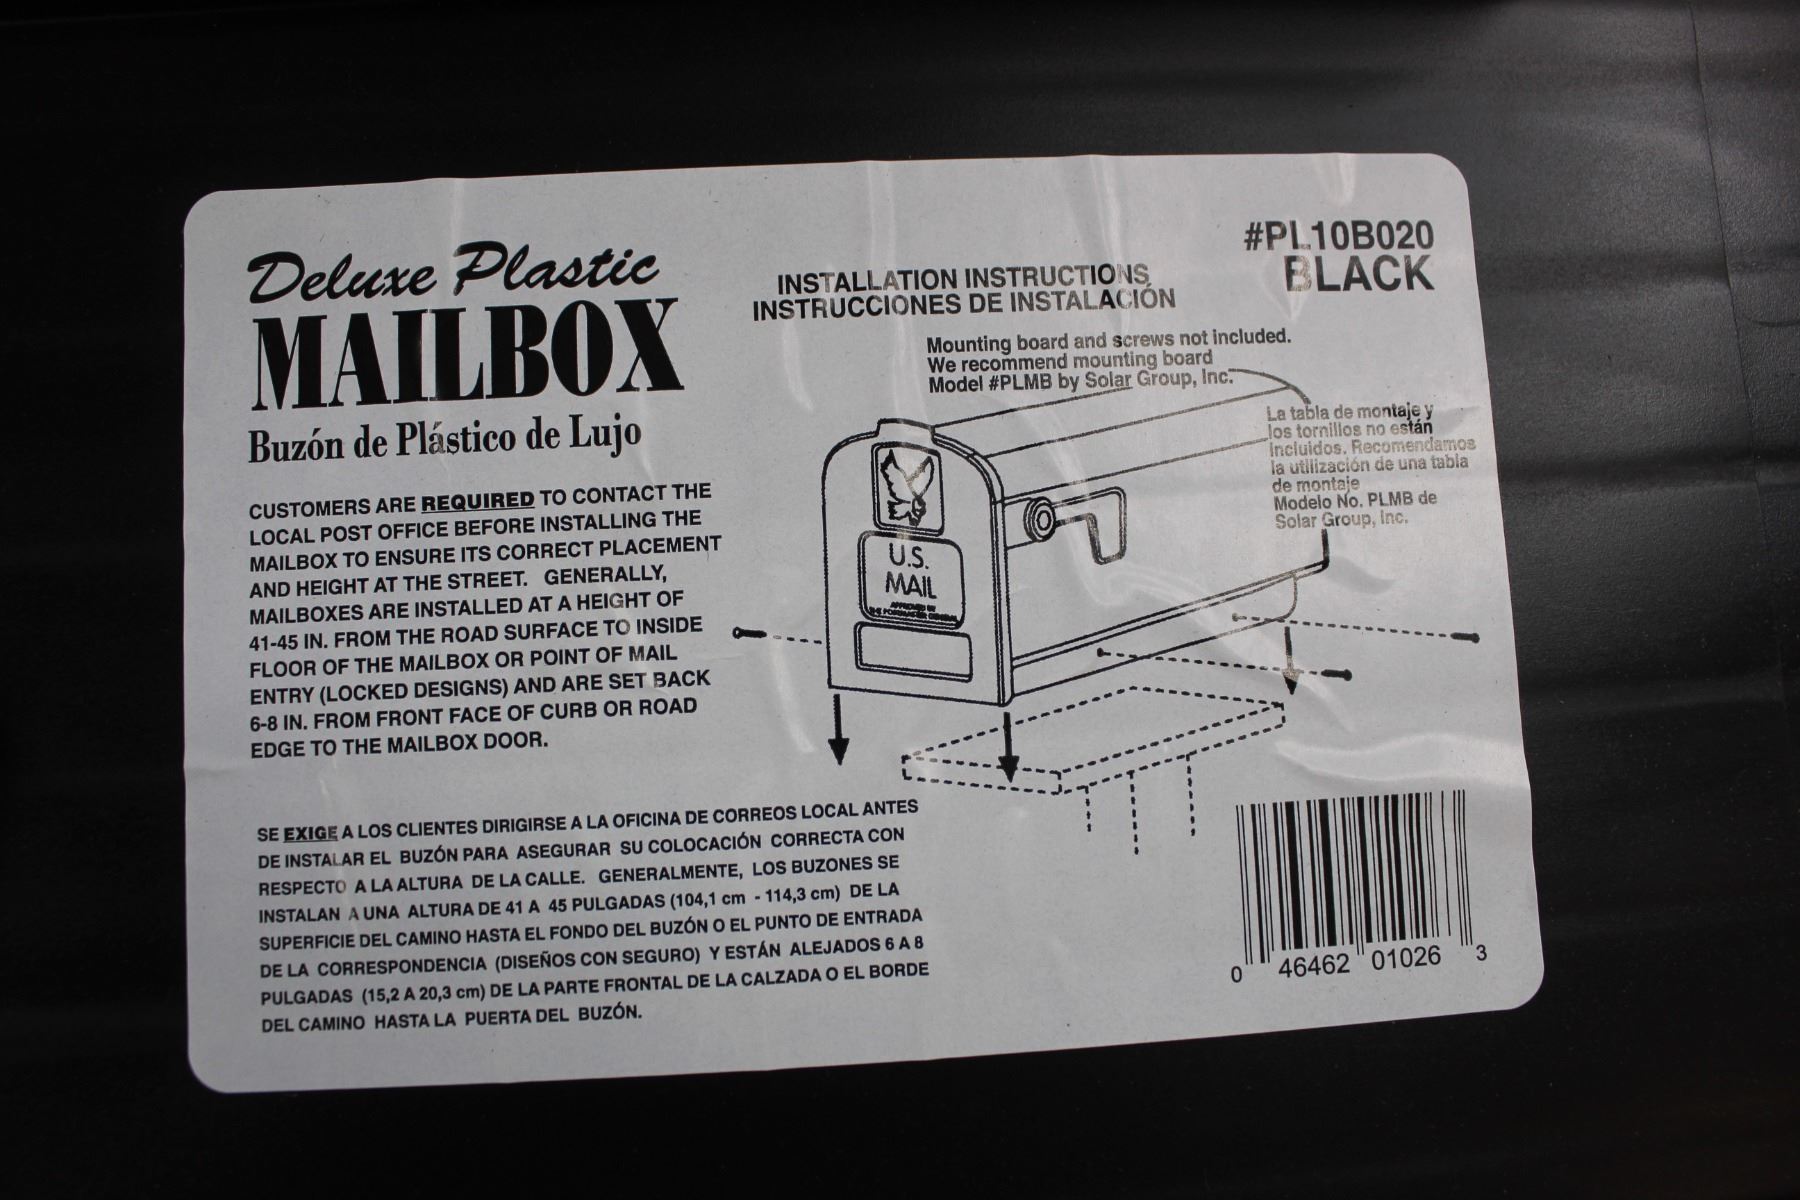 Deluxe Plastic
MAILBOX
Buzón de Plástico de Lujo
CUSTOMERS ARE REQUIRED TO CONTACT THE
LOCAL POST OFFICE BEFORE INSTALLING THE
MAILBOX TO ENSURE ITS CORRECT PLACEMENT
AND HEIGHT AT THE STREET. GENERALLY,
MAILBOXES ARE INSTALLED AT A HEIGHT OF
41-45 IN. FROM THE ROAD SURFACE TO INSIDE
FLOOR OF THE MAILBOX OR POINT OF MAIL
ENTRY (LOCKED DESIGNS) AND ARE SET BACK
6-8 IN. FROM FRONT FACE OF CURB OR ROAD
EDGE TO THE MAILBOX DOOR.
SE EXIGE A LOS CLIENTES DIRIGIRSE A LA OFICINA DE CORREOS LOCAL ANTES
DE INSTALAR EL BUZÓN PARA ASEGURAR SU COLOCACIÓN CORRECTA CON
RESPECTO A LA ALTURA DE LA CALLE. GENERALMENTE, LOS BUZONES SE
INSTALAN A UNA ALTURA DE 41 A 45 PULGADAS (104,1 cm - 114,3 cm) DE LA
SUPERFICIE DEL CAMINO HASTA EL FONDO DEL BUZÓN O EL PUNTO DE ENTRADA
DE LA CORRESPONDENCIA (DISEÑOS CON SEGURO) Y ESTÁN ALEJADOS 6 A 8
PULGADAS (15,2 A 20,3 cm) DE LA PARTE FRONTAL DE LA CALZADA O EL BORDE
DEL CAMINO HASTA LA PUERTA DEL BUZÓN.
INSTALLATION INSTRUCTIONS
INSTRUCCIONES DE INSTALACIÓN
#PL10B020
BLACK
Mounting board and screws not included.
We recommend mounting board
Model #PLMB by Solar Group, Inc.
La tabla de montaje y
los tornillos no están
incluidos. Recomendamos
la utilización de una tabla
de montaje
Modelo No. PLMB de
Solar Group, Inc.
U.S.
MAIL
APPROVED BY
0 46462 01026 3